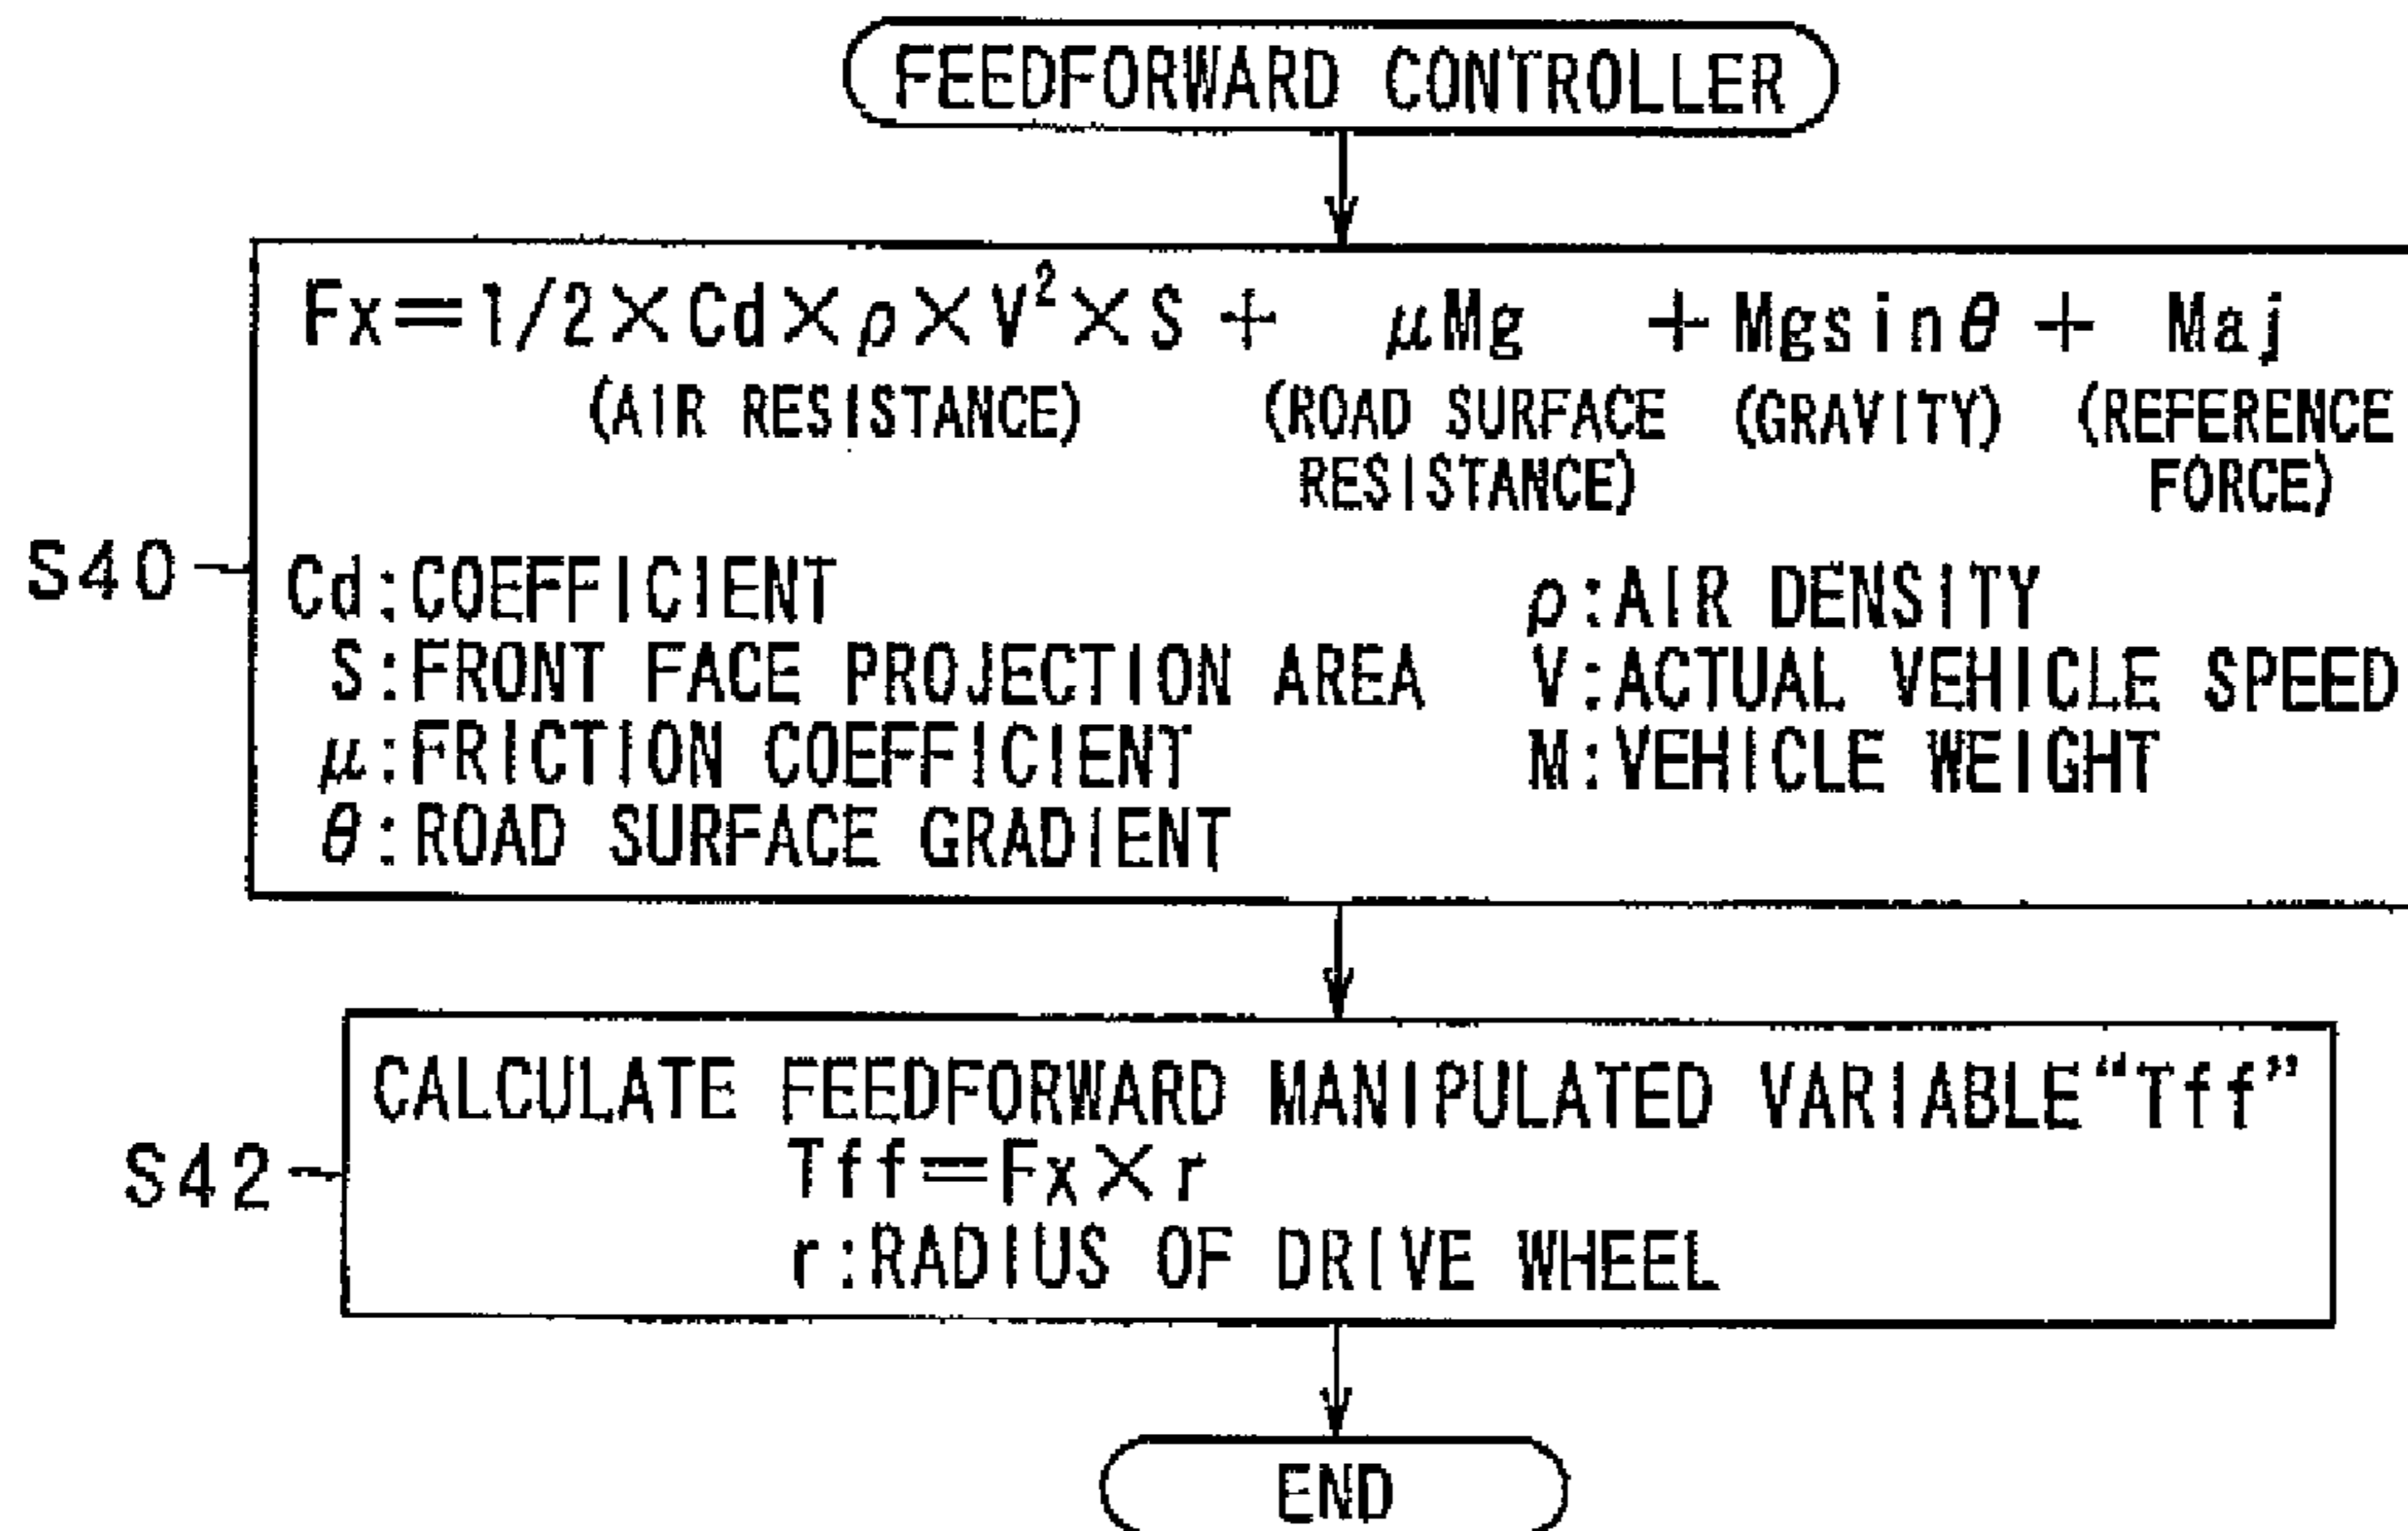 FEEDFORWARD CONTROLLER
Fx=1/2×Cd×ρ×V²×S + μMg + Mgsinθ + Maj
(AIR RESISTANCE) (ROAD SURFACE (GRAVITY) (REFERENCE
RESISTANCE) FORCE)
S40
Cd:COEFFICIENT ρ:AIR DENSITY
S:FRONT FACE PROJECTION AREA V:ACTUAL VEHICLE SPEED
μ:FRICTION COEFFICIENT M:VEHICLE WEIGHT
θ:ROAD SURFACE GRADIENT
CALCULATE FEEDFORWARD MANIPULATED VARIABLE“Tff”
S42
Tff=Fx×r
r:RADIUS OF DRIVE WHEEL
END